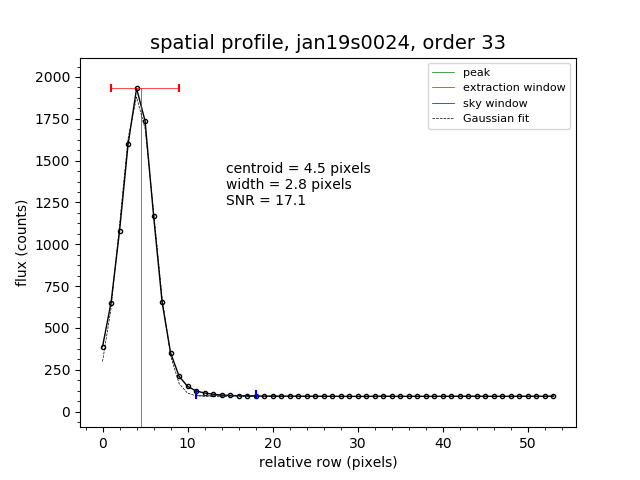 spatial profile, jan19s0024, order 33
peak
extraction window
sky window
Gaussian fit
centroid = 4.5 pixels
width = 2.8 pixels
SNR = 17.1
flux (counts)
2000
1750
1500
1250
1000
750
500
250
0
0 10 20 30 40 50
relative row (pixels)